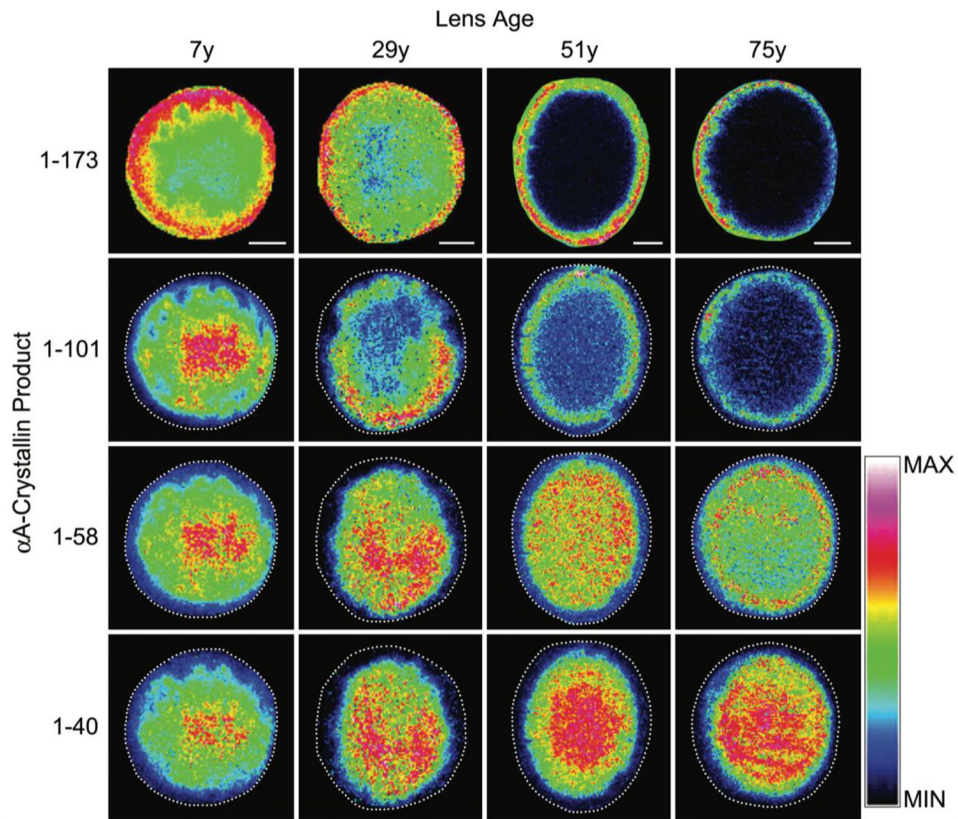 Lens Age
7y 29y 51y 75y
1-173
1-101
1-58
1-40
αA-Crystallin Product
MAX
MIN